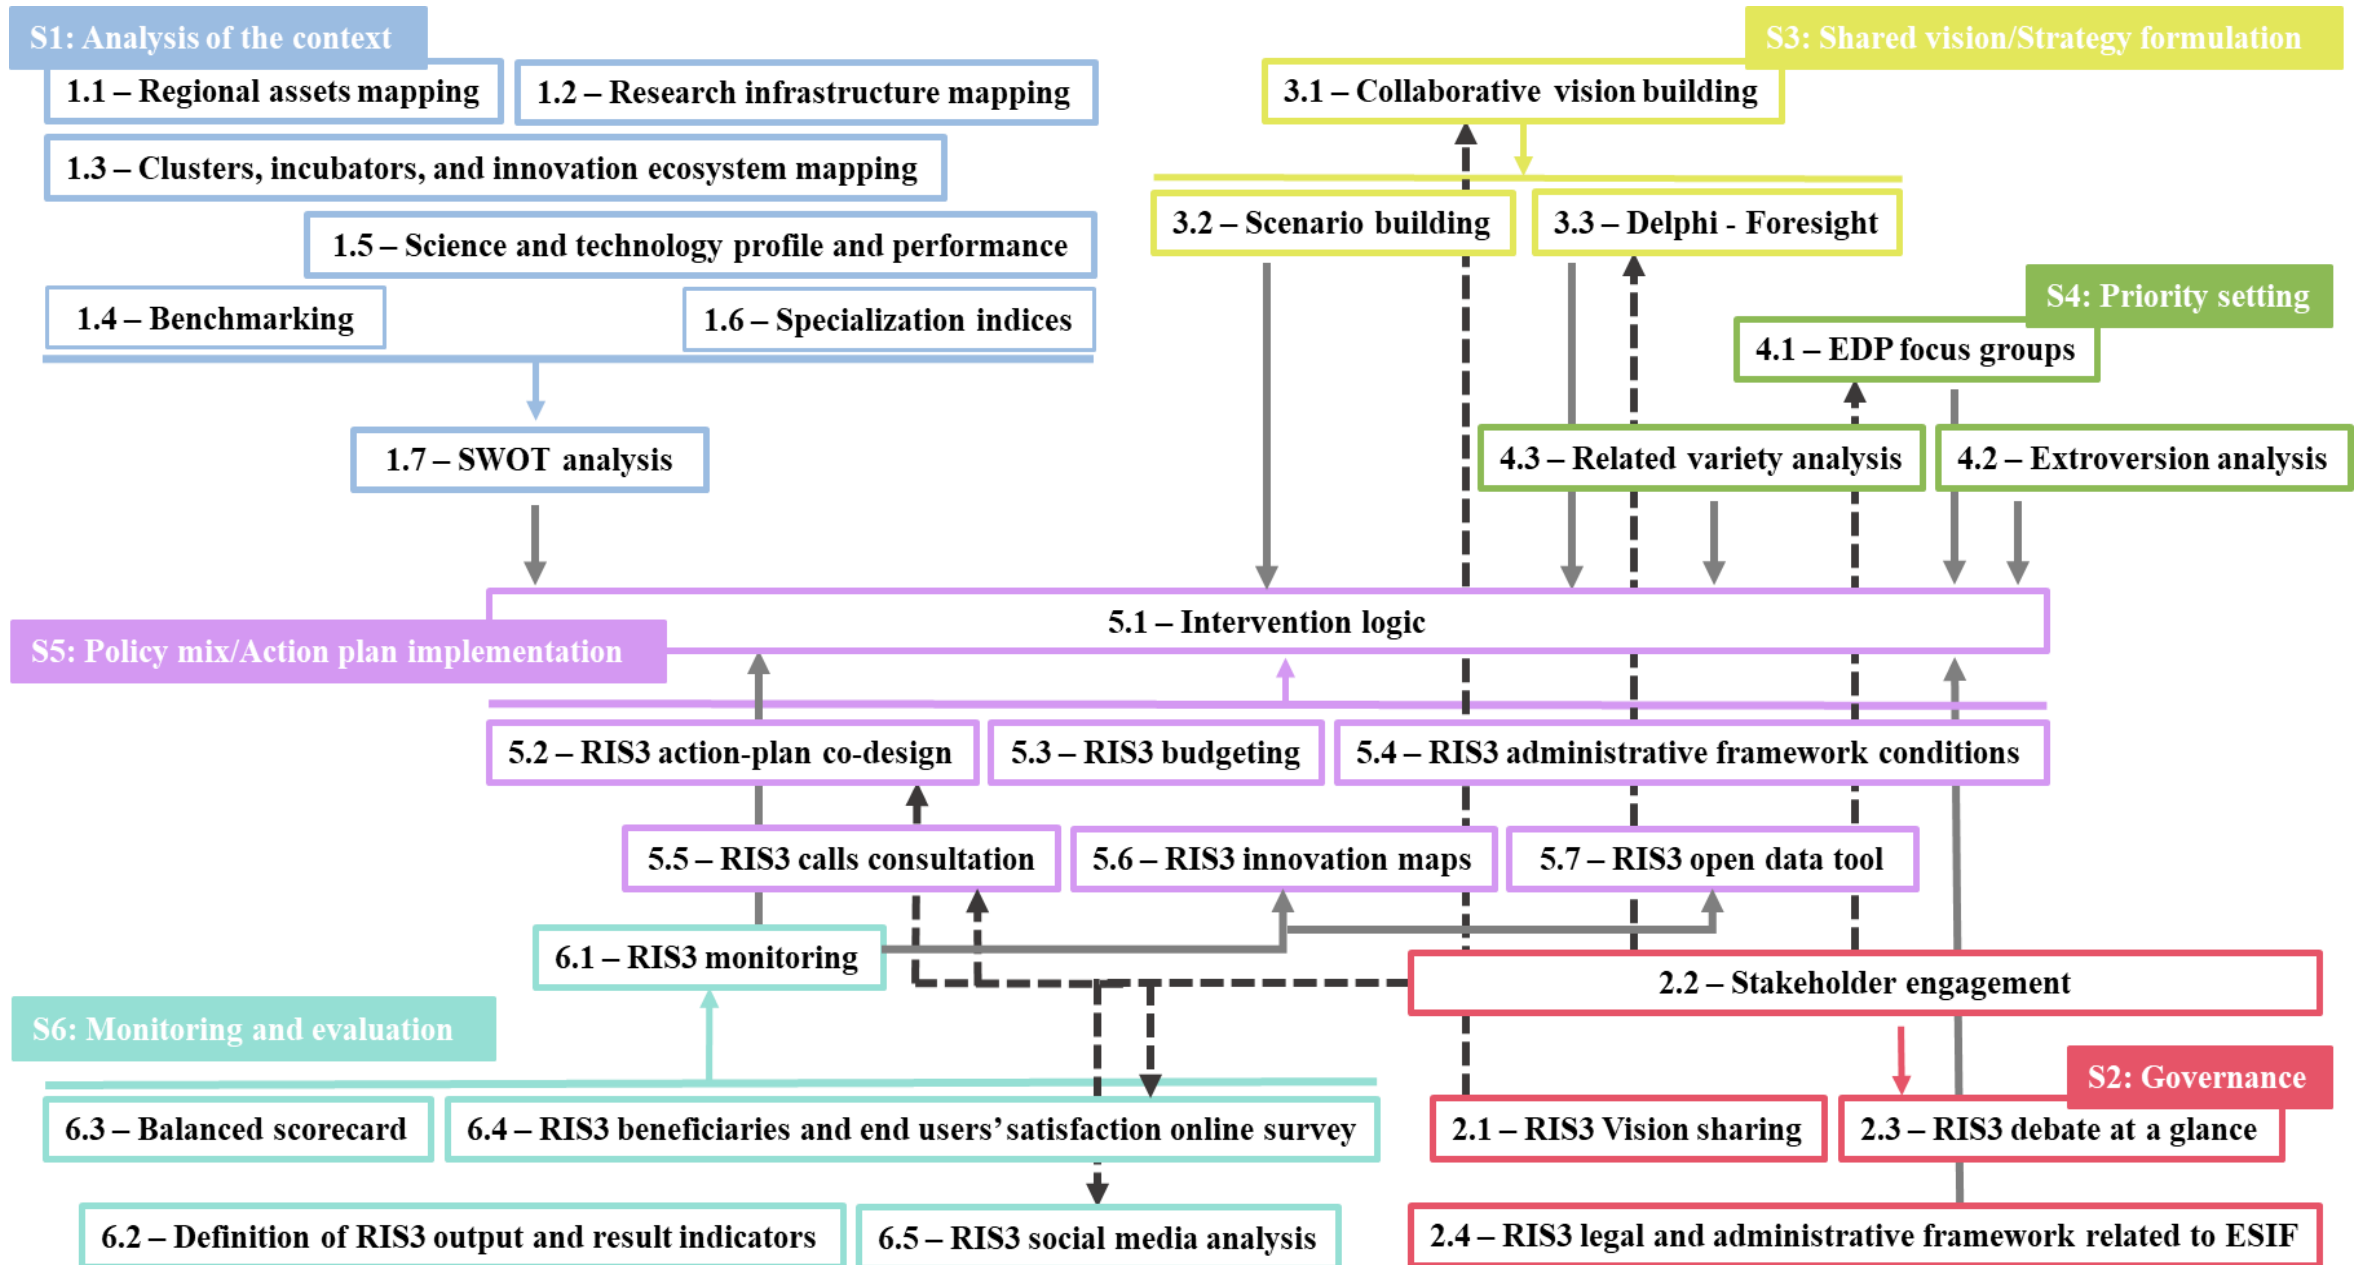 S1: Analysis of the context
1.1 – Regional assets mapping
1.2 – Research infrastructure mapping
1.3 – Clusters, incubators, and innovation ecosystem mapping
1.5 – Science and technology profile and performance
1.4 – Benchmarking
1.6 – Specialization indices
1.7 – SWOT analysis
S3: Shared vision/Strategy formulation
3.1 – Collaborative vision building
3.2 – Scenario building
3.3 – Delphi - Foresight
S4: Priority setting
4.1 – EDP focus groups
4.3 – Related variety analysis
4.2 – Extroversion analysis
5.1 – Intervention logic
S5: Policy mix/Action plan implementation
5.2 – RIS3 action-plan co-design
5.3 – RIS3 budgeting
5.4 – RIS3 administrative framework conditions
5.5 – RIS3 calls consultation
5.6 – RIS3 innovation maps
5.7 – RIS3 open data tool
6.1 – RIS3 monitoring
S6: Monitoring and evaluation
6.3 – Balanced scorecard
6.4 – RIS3 beneficiaries and end users’ satisfaction online survey
6.2 – Definition of RIS3 output and result indicators
6.5 – RIS3 social media analysis
2.2 – Stakeholder engagement
S2: Governance
2.1 – RIS3 Vision sharing
2.3 – RIS3 debate at a glance
2.4 – RIS3 legal and administrative framework related to ESIF